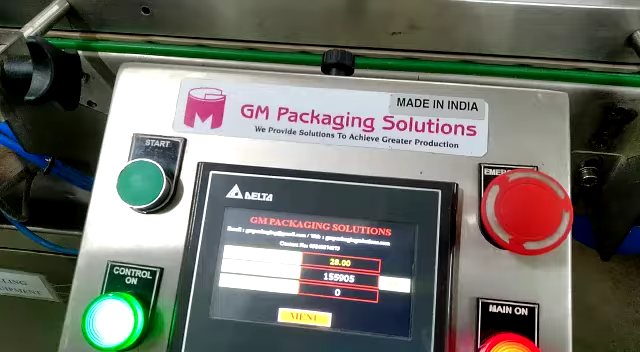 MADE IN INDIA
GM Packaging Solutions
We Provide Solutions To Achieve Greater Production
START
DELTA
GM PACKAGING SOLUTIONS
28.00
155905
0
MENU
CONTROL
ON
MAIN ON